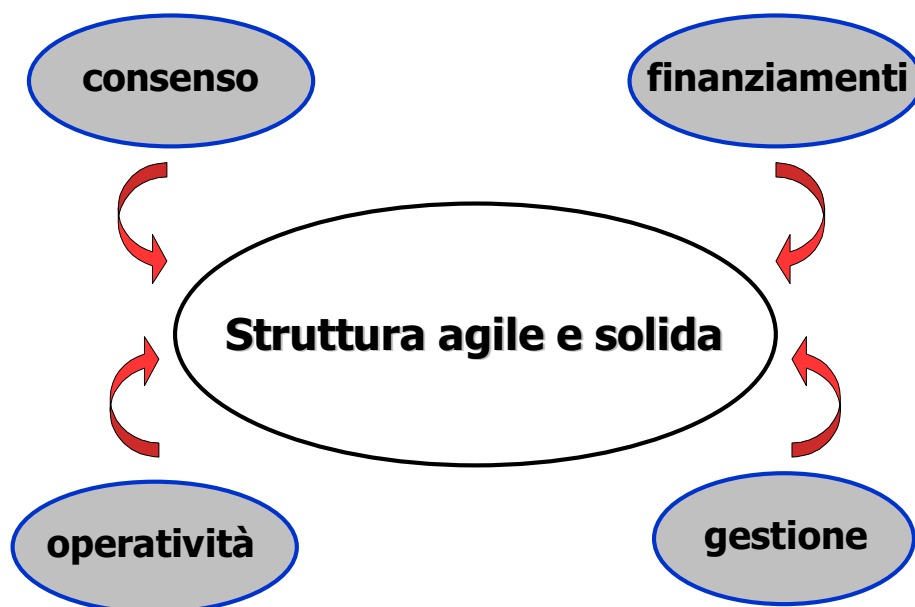 consenso
finanziamenti
Struttura agile e solida
operatività
gestione